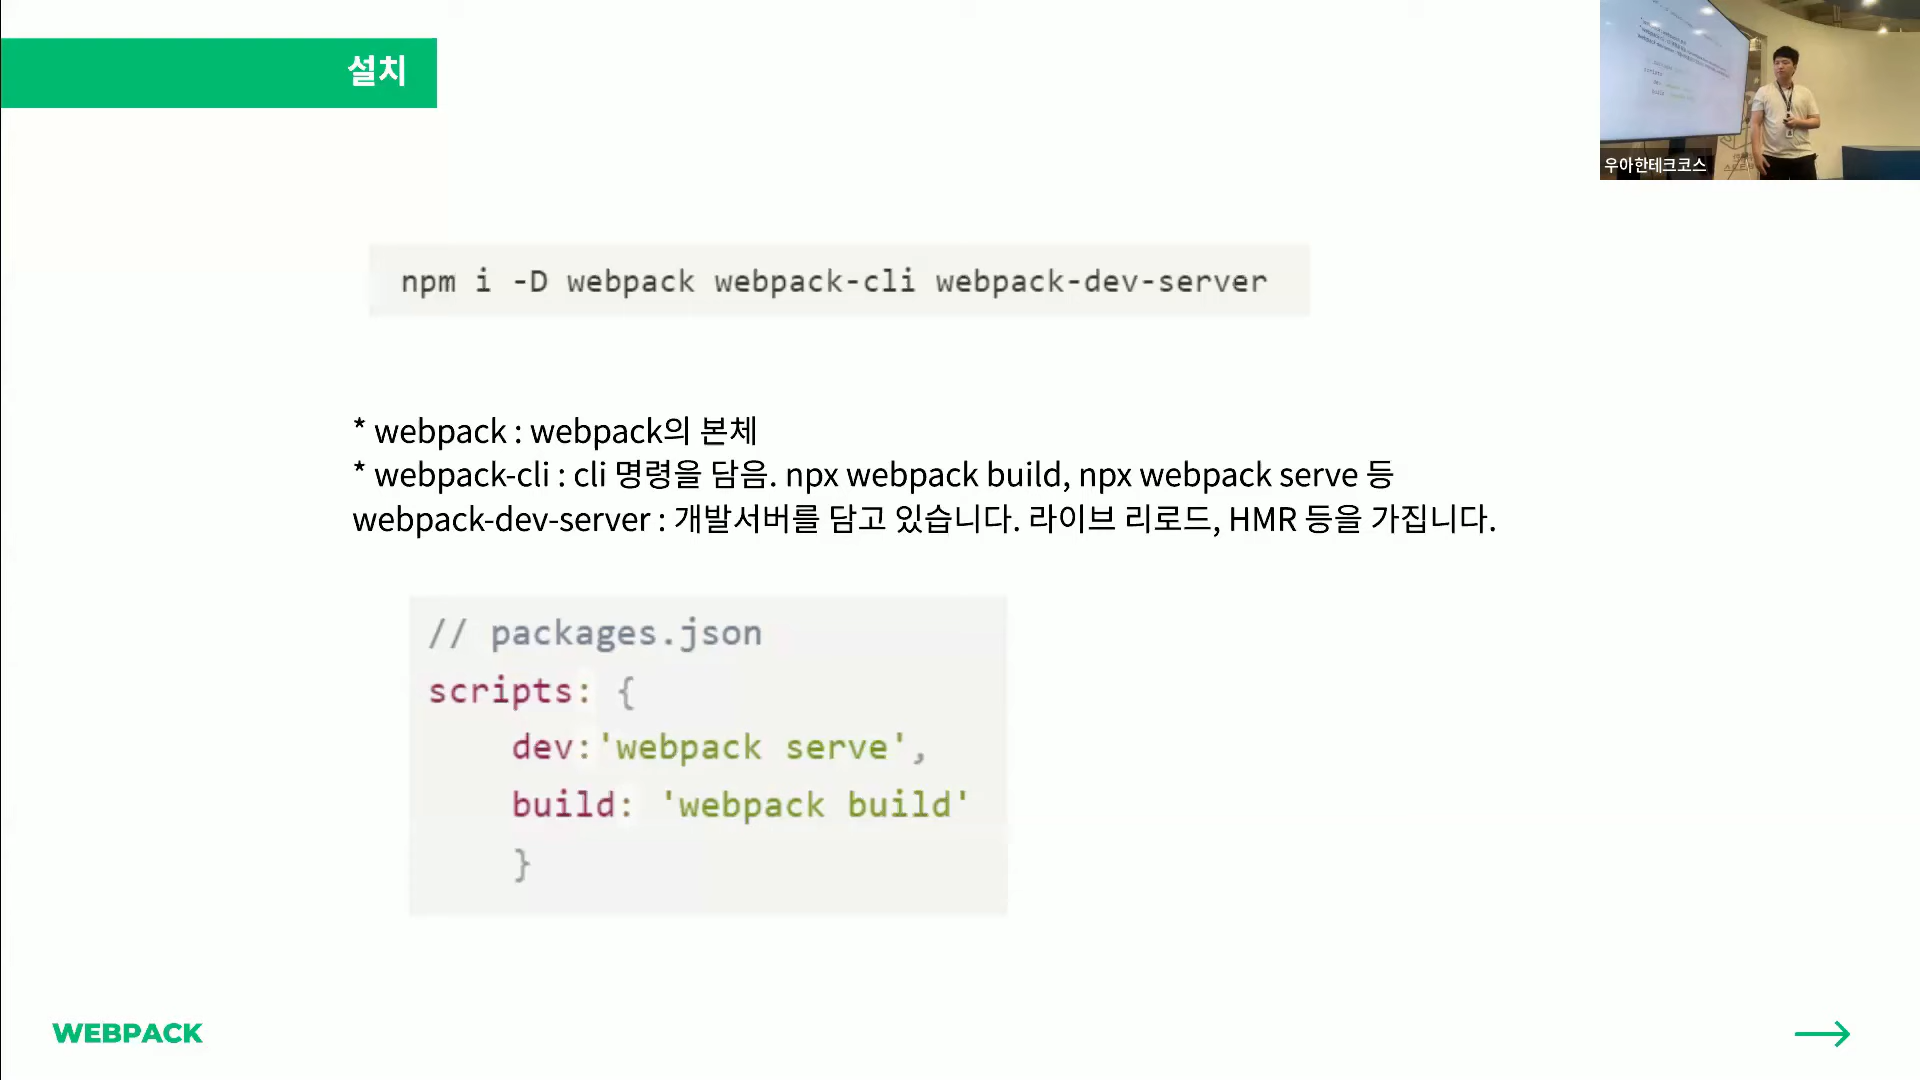 설치
npm i -D webpack webpack-cli webpack-dev-server
* webpack : webpack의 본체
* webpack-cli : cli 명령을 담음. npx webpack build, npx webpack serve 등
webpack-dev-server : 개발서버를 담고 있습니다. 라이브 리로드, HMR 등을 가집니다.
// packages.json
scripts: {
dev:'webpack serve',
build: 'webpack build'
}
WEBPACK
우아한테크코스